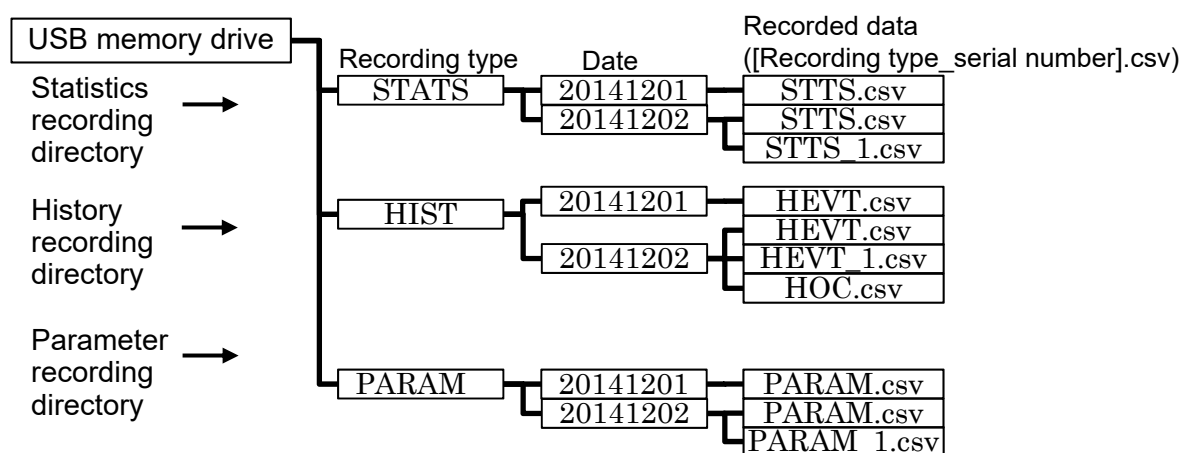 USB memory drive
Recording type
Date
Recorded data
([Recording type_serial number].csv)
Statistics
recording
directory
STATS
20141201
STTS.csv
20141202
STTS.csv
STTS_1.csv
History
recording
directory
HIST
20141201
HEVT.csv
20141202
HEVT.csv
HEVT_1.csv
HOC.csv
Parameter
recording
directory
PARAM
20141201
PARAM.csv
20141202
PARAM.csv
PARAM_1.csv